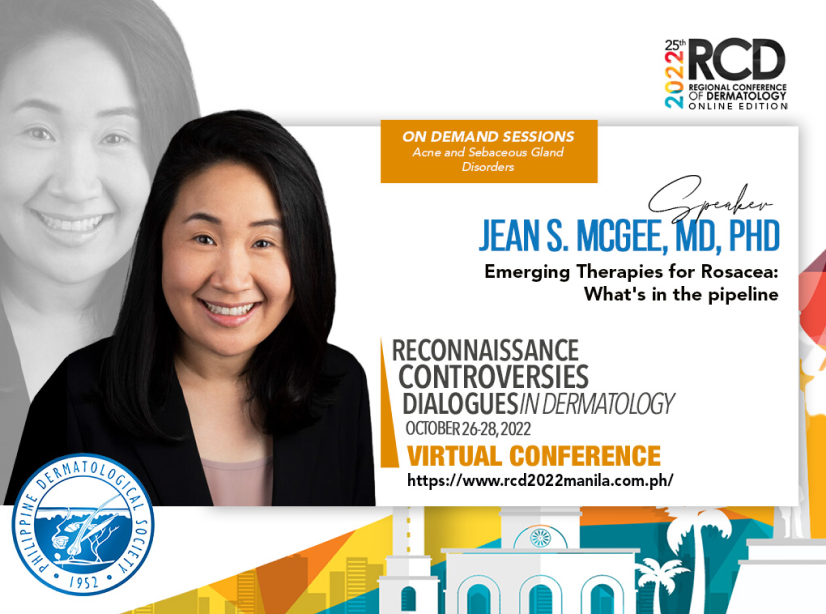 25th
2022
RCD
REGIONAL CONFERENCE
OF DERMATOLOGY
ONLINE EDITION
ON DEMAND SESSIONS
Acne and Sebaceous Gland
Disorders
Speaker
JEAN S. MCGEE, MD, PHD
Emerging Therapies for Rosacea:
What's in the pipeline
RECONNAISSANCE
CONTROVERSIES
DIALOGUES IN DERMATOLOGY
OCTOBER 26-28, 2022
VIRTUAL CONFERENCE
https://www.rcd2022manila.com.ph/
PHILIPPINE DERMATOLOGICAL SOCIETY
• 1952 •